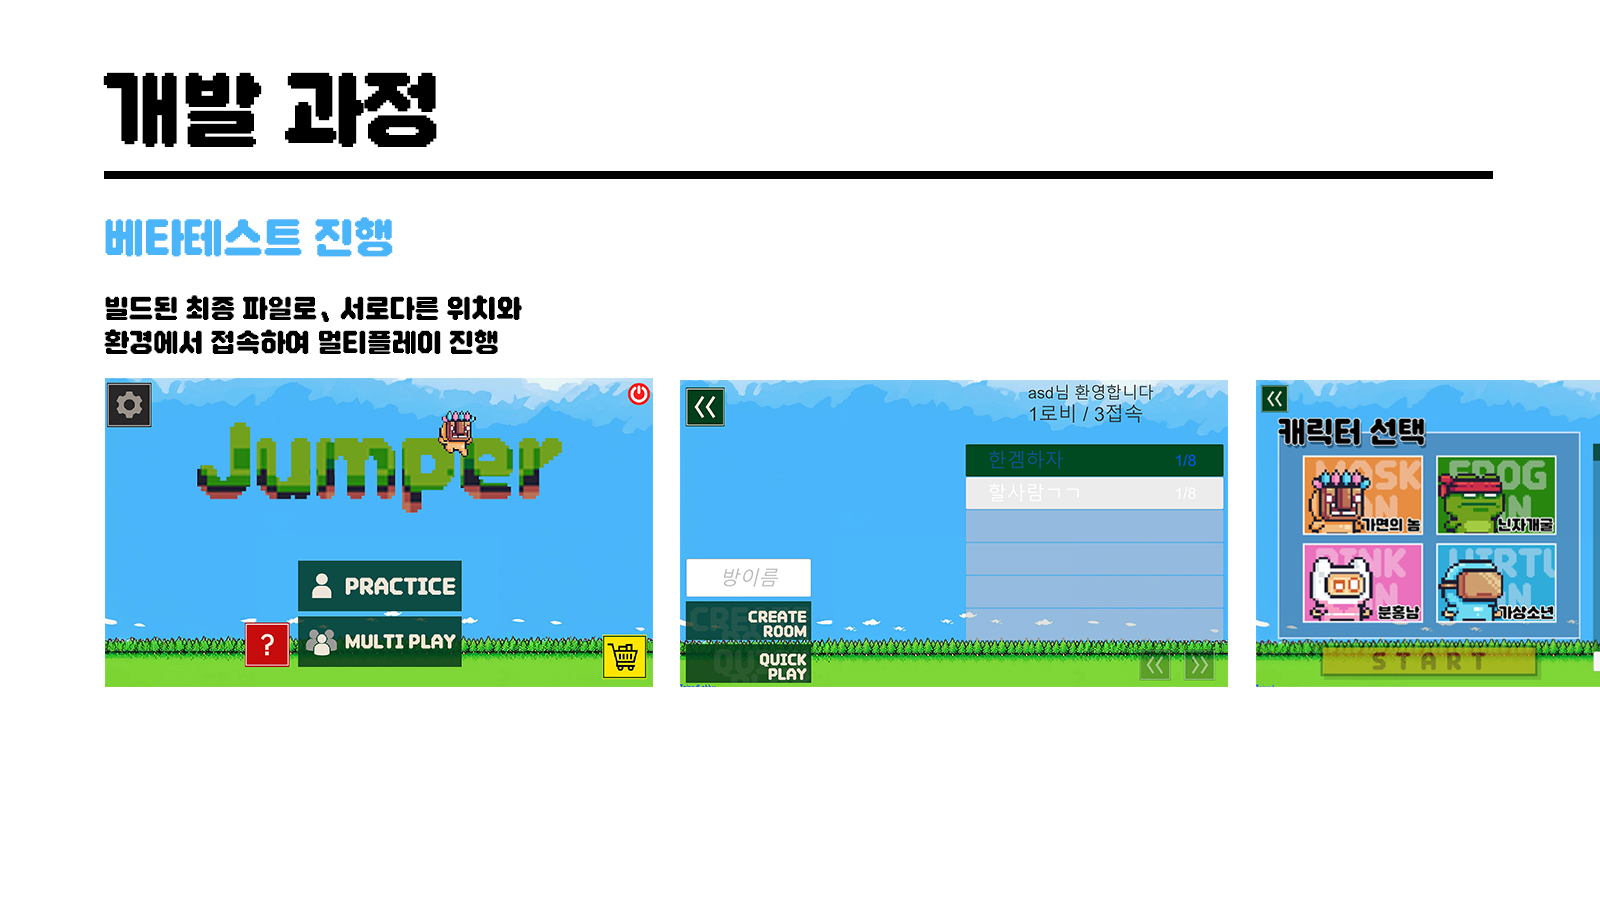 개발 과정
베타테스트 진행
빌드된 최종 파일로, 서로다른 위치와
환경에서 접속하여 멀티플레이 진행
Jumper
PRACTICE
?
MULTI PLAY
asd님 환영합니다
1로비 / 3접속
한겜하자 1/8
할사람ㄱㄱ 1/8
방이름
CREATE
ROOM
QUICK
PLAY
캐릭터 선택
가면의 놈
닌자개굴
분홍남
가상소년
START